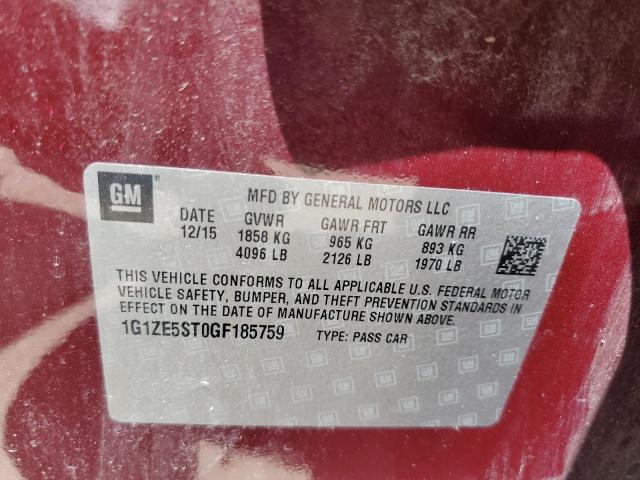 GM ®
MFD BY GENERAL MOTORS LLC
DATE GVWR GAWR FRT GAWR RR
12/15 1858 KG 965 KG 893 KG
4096 LB 2126 LB 1970 LB
THIS VEHICLE CONFORMS TO ALL APPLICABLE U.S. FEDERAL MOTOR
VEHICLE SAFETY, BUMPER, AND THEFT PREVENTION STANDARDS IN
EFFECT ON THE DATE OF MANUFACTURE SHOWN ABOVE.
1G1ZE5ST0GF185759 TYPE: PASS CAR